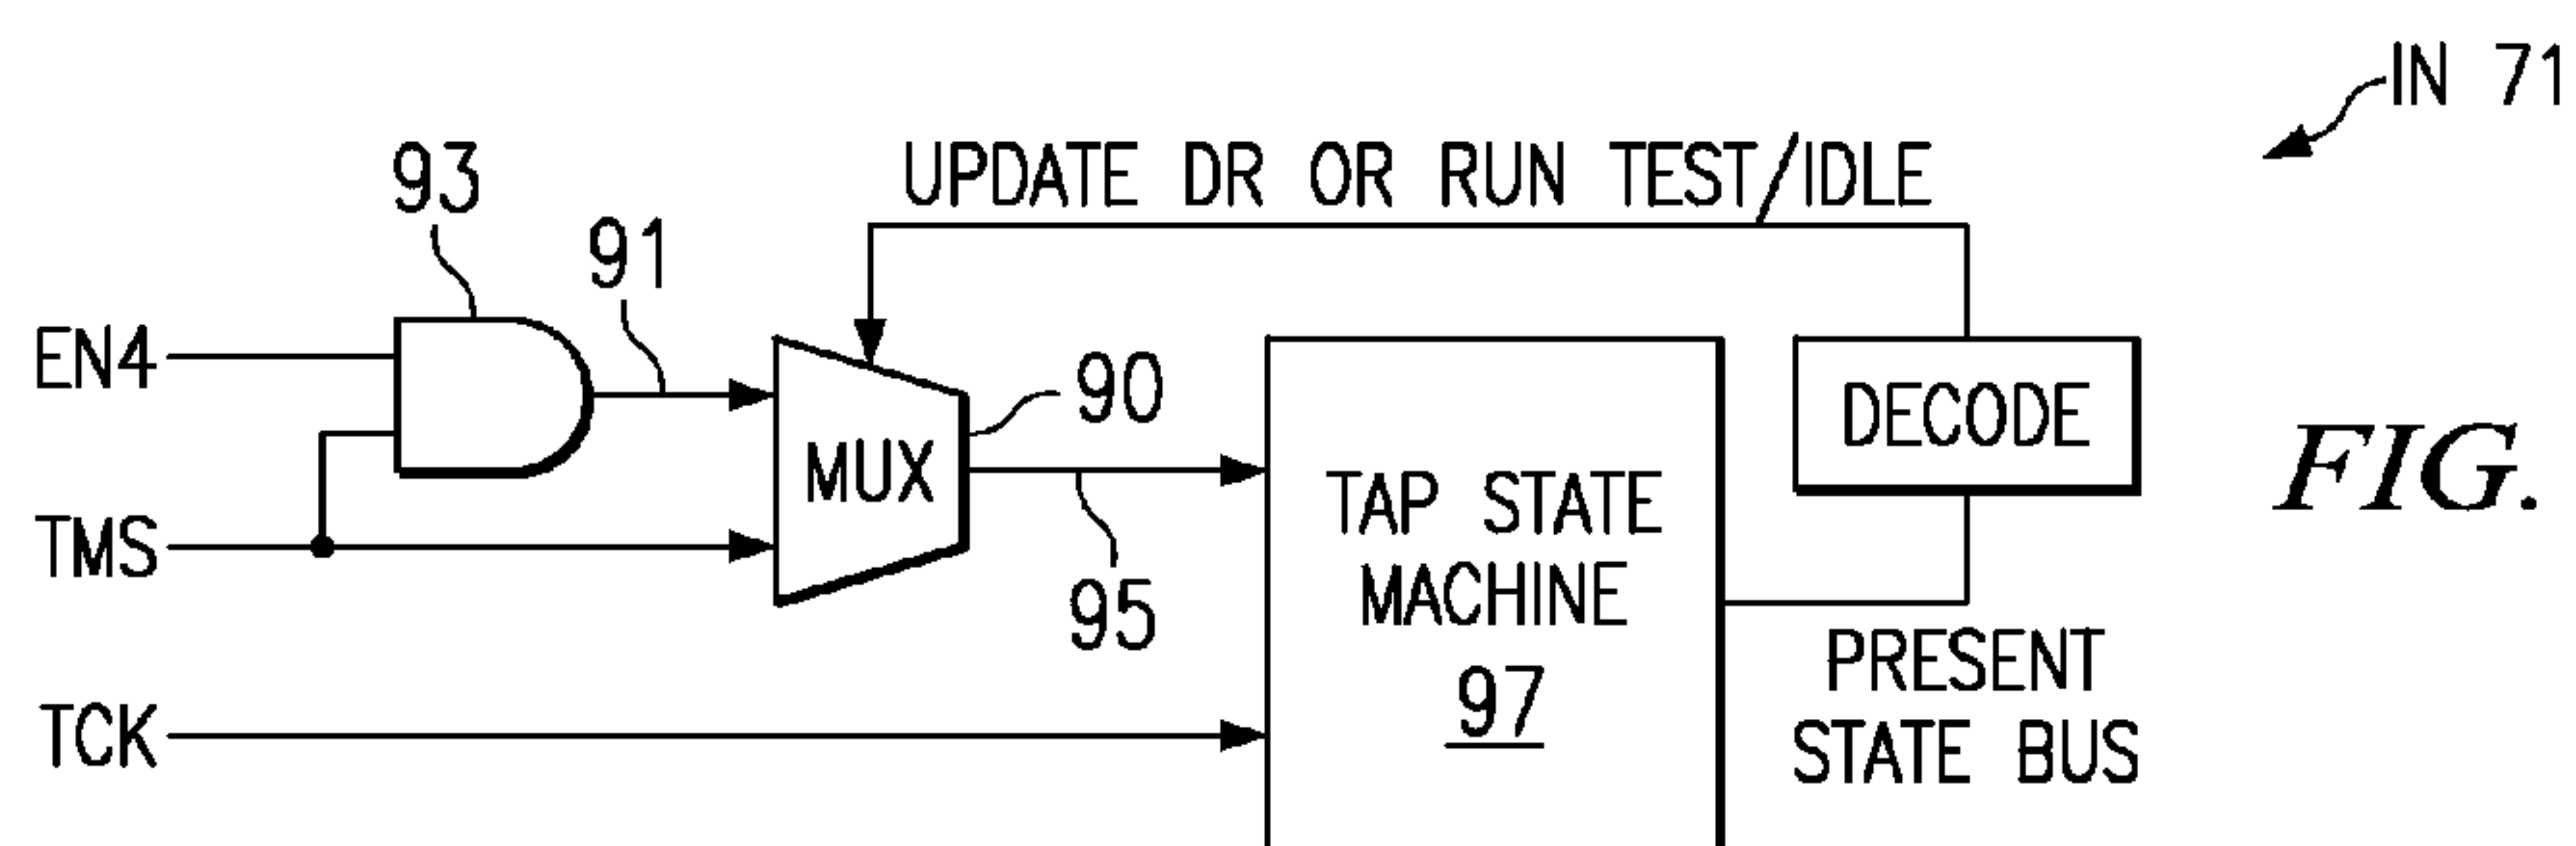 IN 71
UPDATE DR OR RUN TEST/IDLE
93
91
EN4
90
MUX
DECODE
FIG.
TMS
TAP STATE
MACHINE
97
95
PRESENT
STATE BUS
TCK